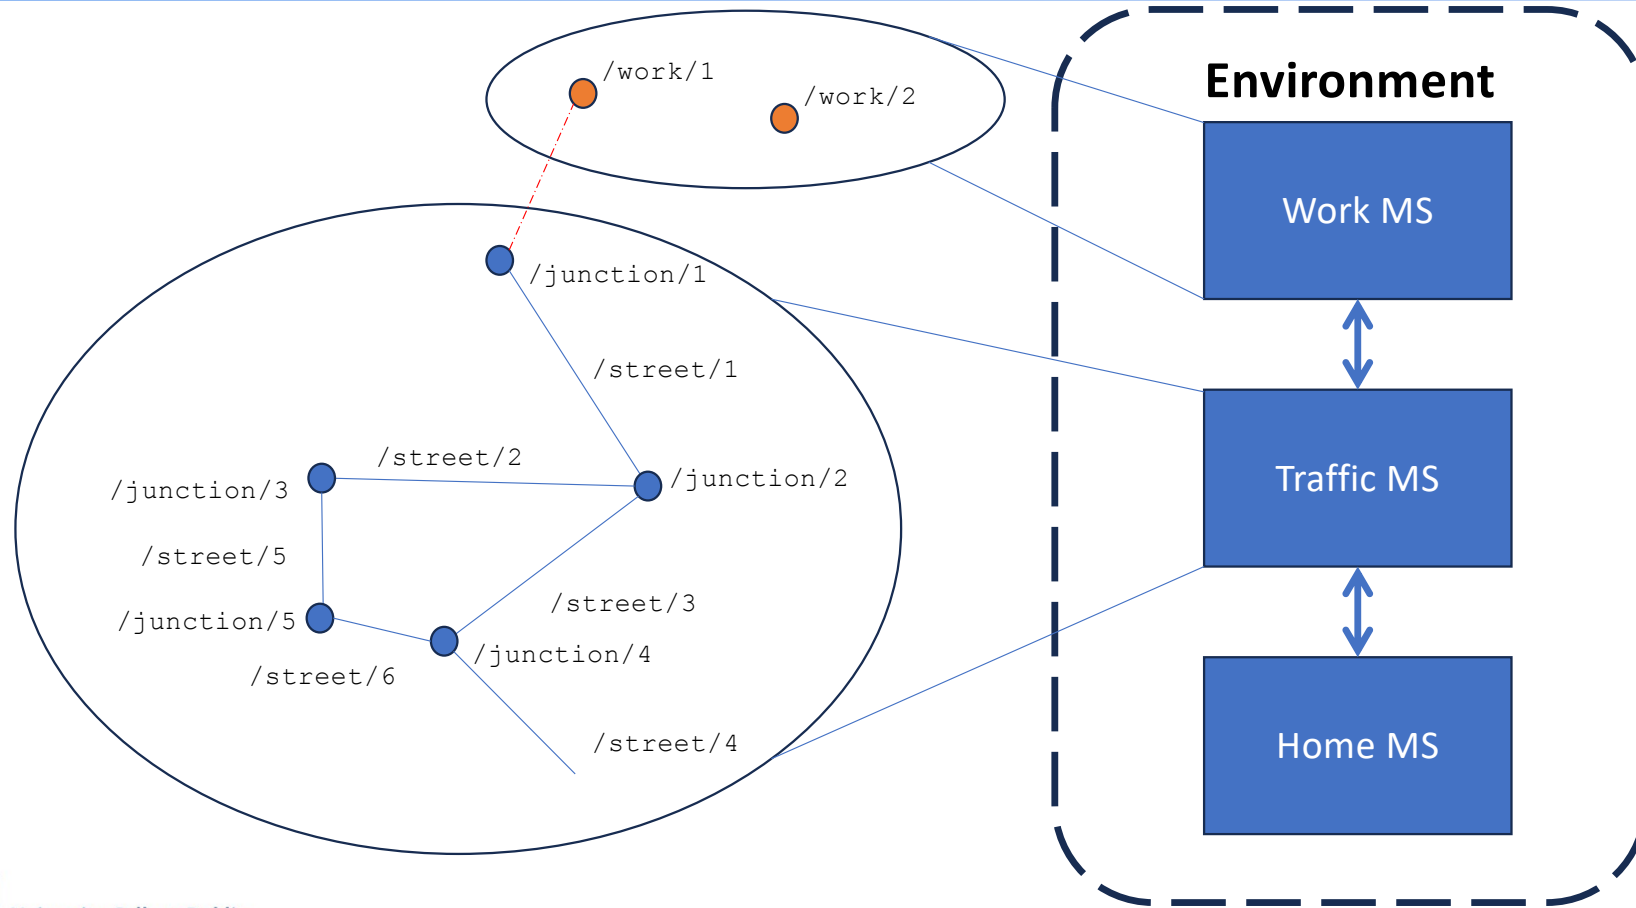 /work/1
/work/2
Environment
Work MS
/junction/1
/street/1
/street/2
/junction/3
/junction/2
Traffic MS
/street/5
/street/3
/junction/5
/junction/4
/street/6
/street/4
Home MS